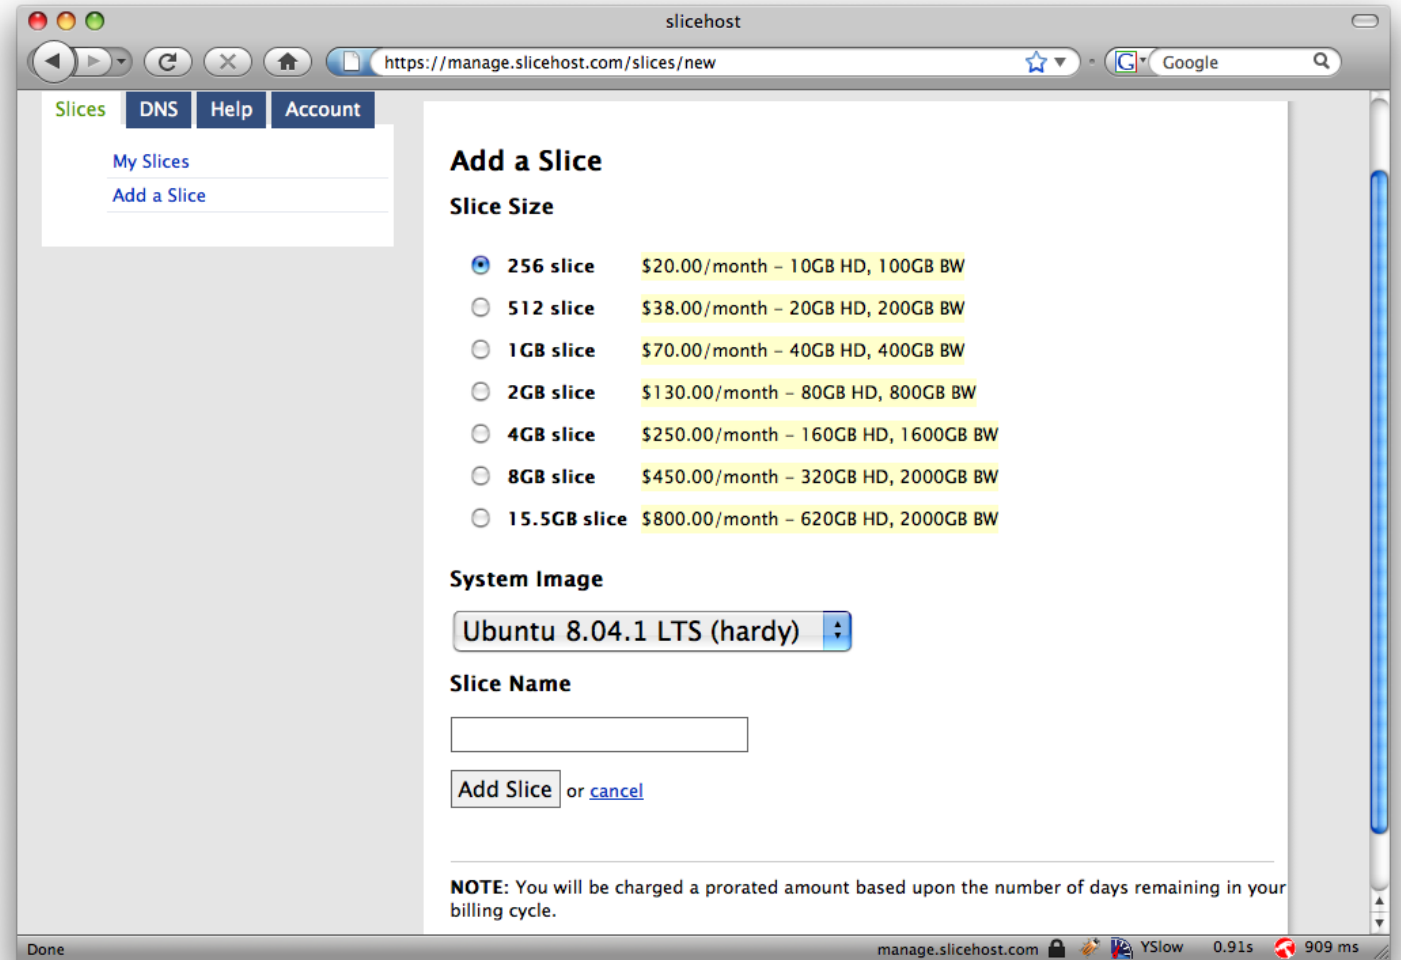 slicehost
https://manage.slicehost.com/slices/new
G
Google
Slices DNS Help Account
My Slices
Add a Slice
Add a Slice
Slice Size
256 slice $20.00/month – 10GB HD, 100GB BW
512 slice $38.00/month – 20GB HD, 200GB BW
1GB slice $70.00/month – 40GB HD, 400GB BW
2GB slice $130.00/month – 80GB HD, 800GB BW
4GB slice $250.00/month – 160GB HD, 1600GB BW
8GB slice $450.00/month – 320GB HD, 2000GB BW
15.5GB slice $800.00/month – 620GB HD, 2000GB BW
System Image
Ubuntu 8.04.1 LTS (hardy)
Slice Name
Add Slice or cancel
NOTE: You will be charged a prorated amount based upon the number of days remaining in your
billing cycle.
Done manage.slicehost.com YSlow 0.91s 909 ms